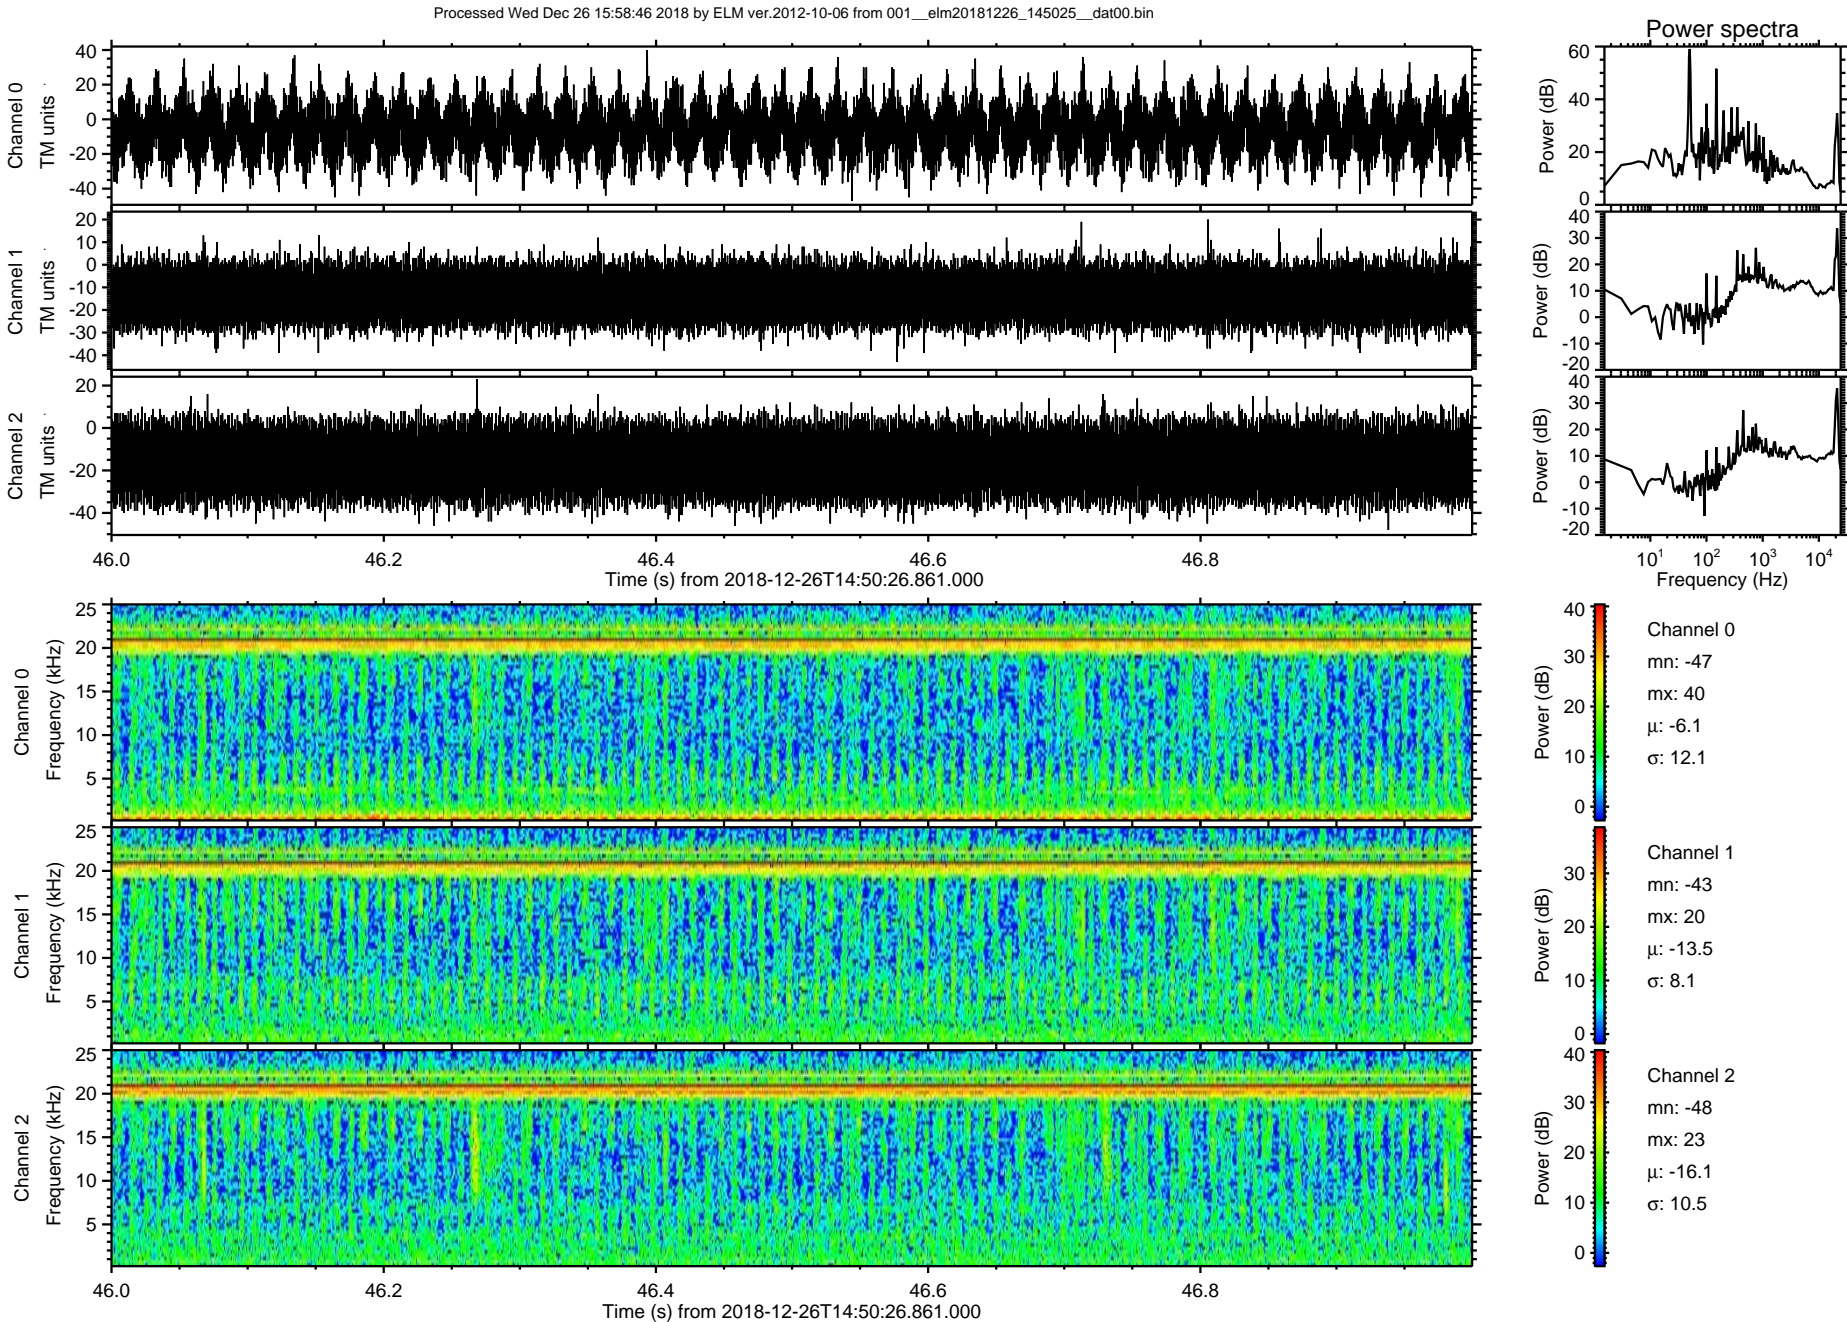 Processed Wed Dec 26 15:58:46 2018 by ELM ver.2012-10-06 from 001__elm20181226_145025__dat00.bin
Power spectra
Channel 0
TM units
40
20
0
-20
-40
Power (dB)
60
40
20
0
Channel 1
TM units
20
10
0
-10
-20
-30
-40
Power (dB)
40
30
20
10
0
-10
-20
Channel 2
TM units
20
0
-20
-40
Power (dB)
40
30
20
10
0
-10
-20
46.0 46.2 46.4 46.6 46.8
Time (s) from 2018-12-26T14:50:26.861.000
10¹ 10² 10³ 10⁴
Frequency (Hz)
Channel 0
Frequency (kHz)
25
20
15
10
5
Power (dB)
40
30
20
10
0
Channel 0
mn: -47
mx: 40
μ: -6.1
σ: 12.1
Channel 1
Frequency (kHz)
25
20
15
10
5
Power (dB)
30
20
10
0
Channel 1
mn: -43
mx: 20
μ: -13.5
σ: 8.1
Channel 2
Frequency (kHz)
25
20
15
10
5
Power (dB)
40
30
20
10
0
Channel 2
mn: -48
mx: 23
μ: -16.1
σ: 10.5
46.0 46.2 46.4 46.6 46.8
Time (s) from 2018-12-26T14:50:26.861.000